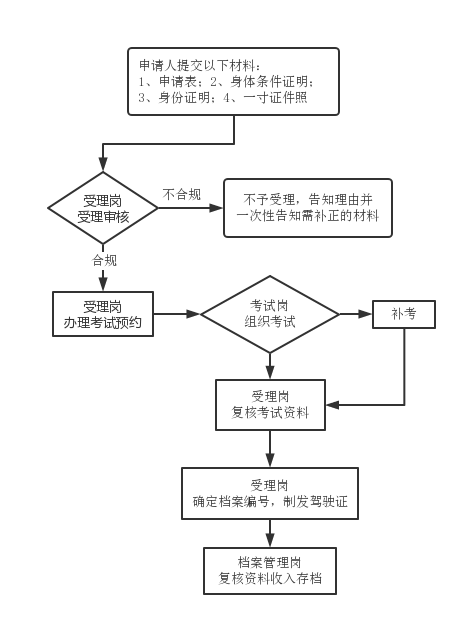 申请人提交以下材料：
1、申请表；2、身体条件证明；
3、身份证明；4、一寸证件照
受理岗
受理审核
不合规
不予受理，告知理由并
一次性告知需补正的材料
合规
受理岗
办理考试预约
考试岗
组织考试
补考
受理岗
复核考试资料
受理岗
确定档案编号，制发驾驶证
档案管理岗
复核资料收入存档